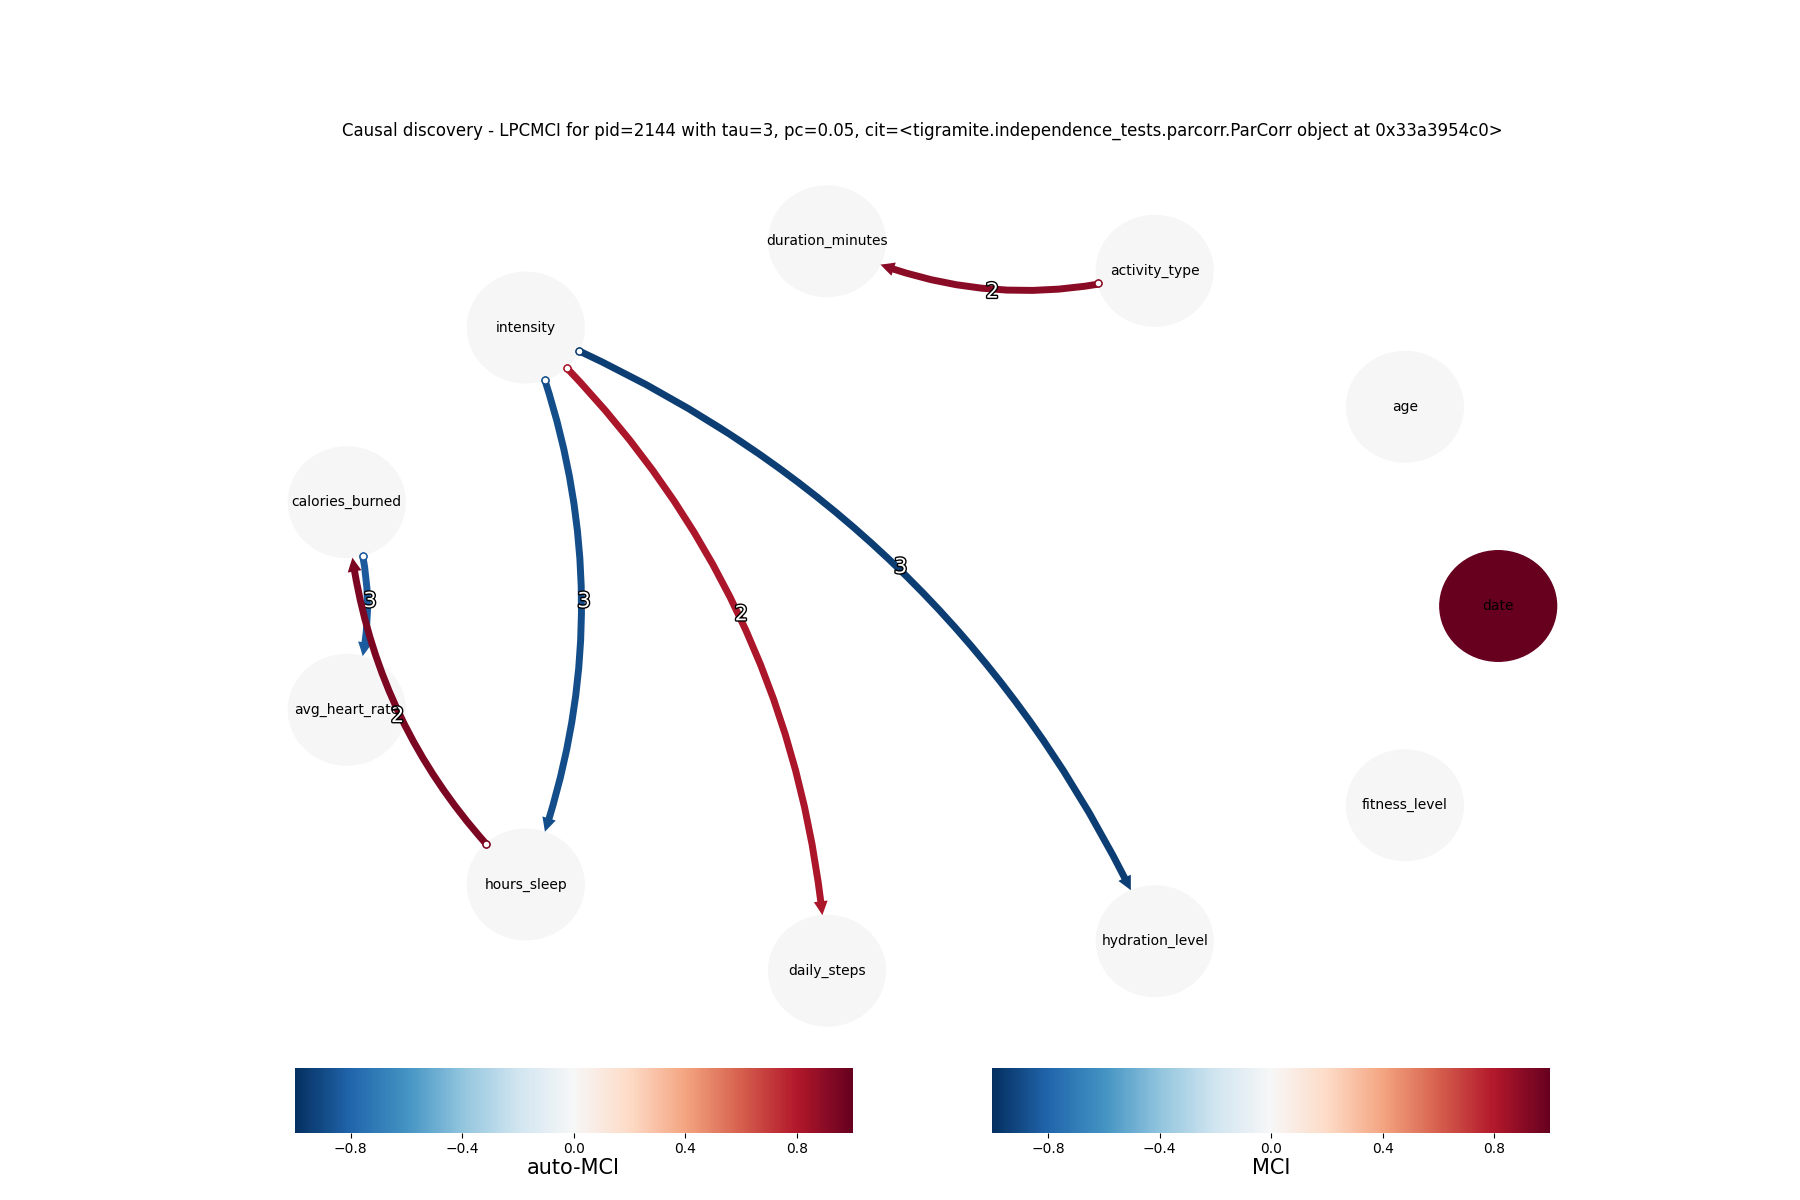 Causal discovery - LPCMCI for pid=2144 with tau=3, pc=0.05, cit=<tigramite.independence_tests.parcorr.ParCorr object at 0x33a3954c0>
duration_minutes
activity_type
2
intensity
age
calories_burned
3
date
3
3
2
avg_heart_rate
2
fitness_level
hours_sleep
hydration_level
daily_steps
−0.8 −0.4 0.0 0.4 0.8
auto-MCI
−0.8 −0.4 0.0 0.4 0.8
MCI